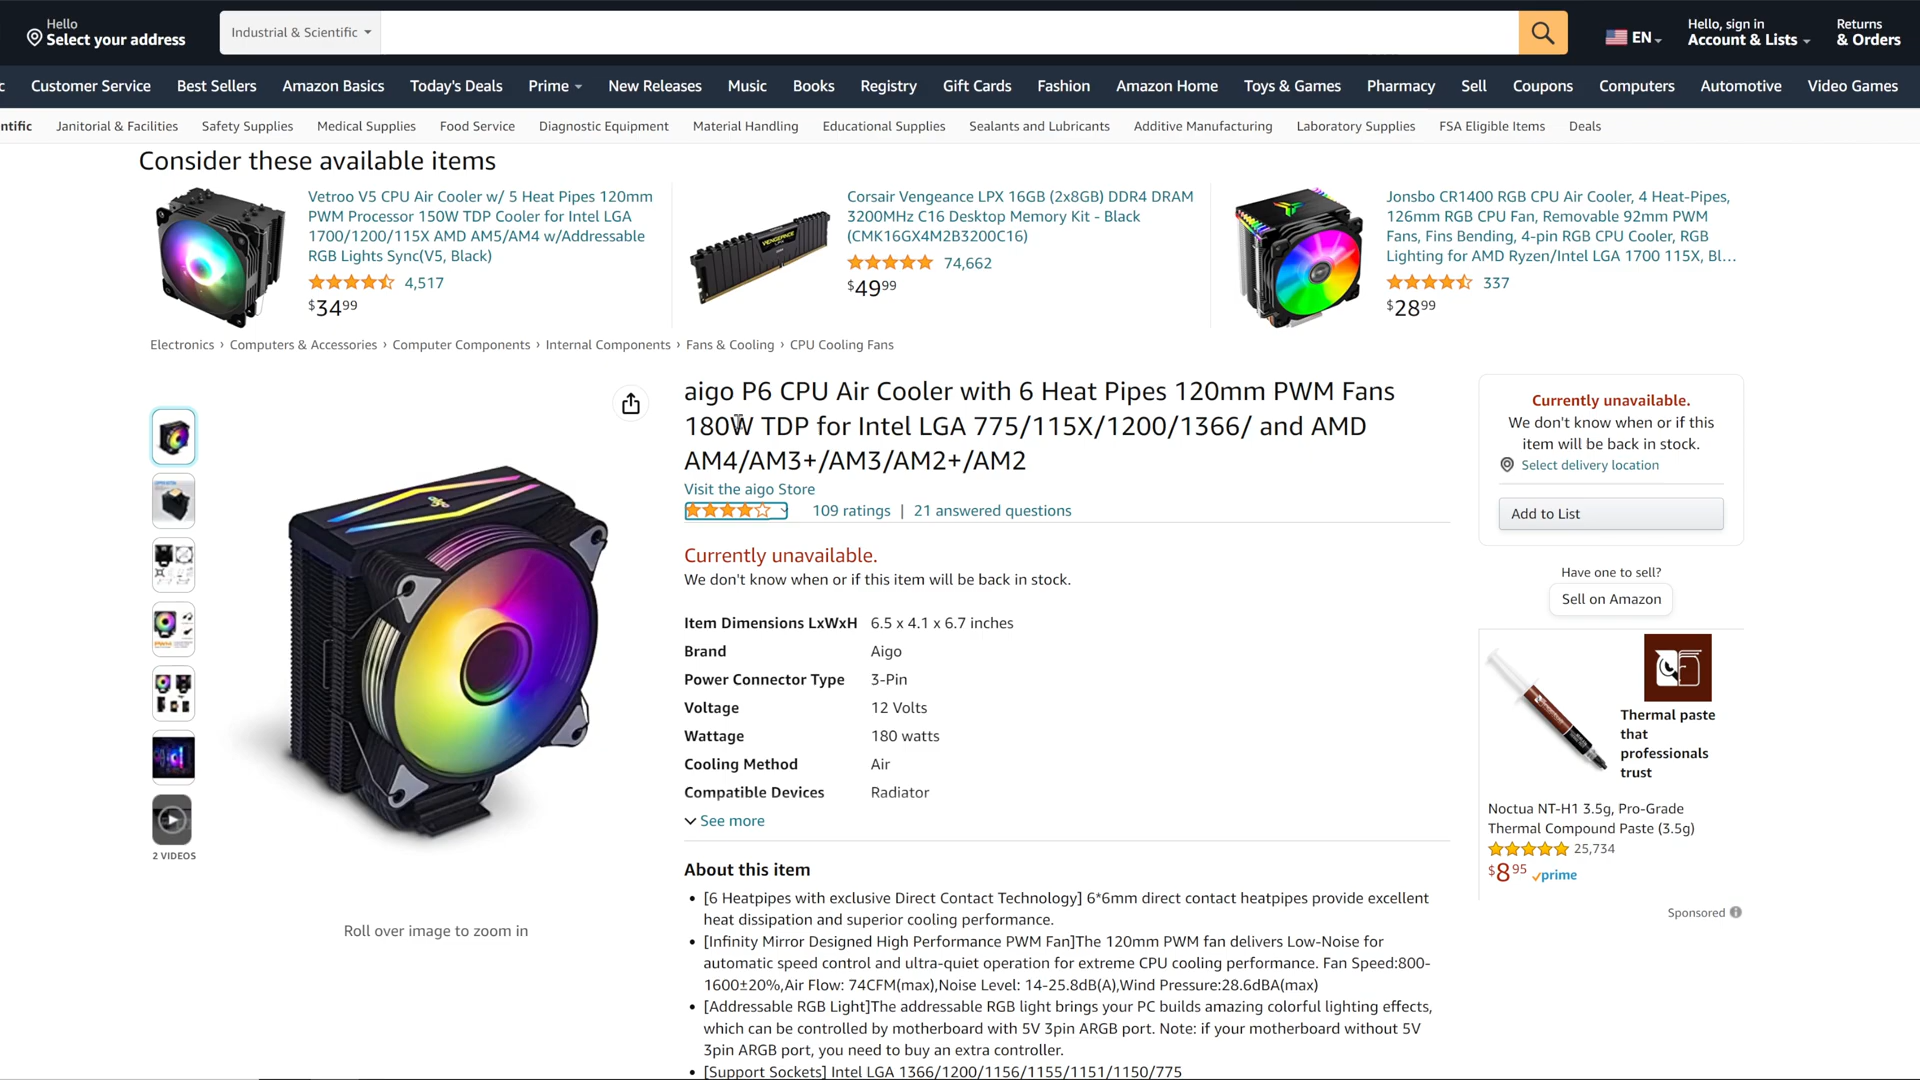 Hello
Select your address
Industrial & Scientific
EN
Hello, sign in
Account & Lists
Returns
& Orders
c
Customer Service
Best Sellers
Amazon Basics
Today's Deals
Prime
New Releases
Music
Books
Registry
Gift Cards
Fashion
Amazon Home
Toys & Games
Pharmacy
Sell
Coupons
Computers
Automotive
Video Games
ntific
Janitorial & Facilities
Safety Supplies
Medical Supplies
Food Service
Diagnostic Equipment
Material Handling
Educational Supplies
Sealants and Lubricants
Additive Manufacturing
Laboratory Supplies
FSA Eligible Items
Deals
Consider these available items
Vetroo V5 CPU Air Cooler w/ 5 Heat Pipes 120mm
PWM Processor 150W TDP Cooler for Intel LGA
1700/1200/115X AMD AM5/AM4 w/Addressable
RGB Lights Sync(V5, Black)
4,517
$3499
VENGEANCE
Corsair Vengeance LPX 16GB (2x8GB) DDR4 DRAM
3200MHz C16 Desktop Memory Kit - Black
(CMK16GX4M2B3200C16)
74,662
$4999
Jonsbo CR1400 RGB CPU Air Cooler, 4 Heat-Pipes,
126mm RGB CPU Fan, Removable 92mm PWM
Fans, Fins Bending, 4-pin RGB CPU Cooler, RGB
Lighting for AMD Ryzen/Intel LGA 1700 115X, Bl…
337
$2899
Electronics › Computers & Accessories › Computer Components › Internal Components › Fans & Cooling › CPU Cooling Fans
2 VIDEOS
aigo
Roll over image to zoom in
aigo P6 CPU Air Cooler with 6 Heat Pipes 120mm PWM Fans
180W TDP for Intel LGA 775/115X/1200/1366/ and AMD
AM4/AM3+/AM3/AM2+/AM2
Visit the aigo Store
109 ratings | 21 answered questions
Currently unavailable.
We don't know when or if this item will be back in stock.
Item Dimensions LxWxH 6.5 x 4.1 x 6.7 inches
Brand Aigo
Power Connector Type 3-Pin
Voltage 12 Volts
Wattage 180 watts
Cooling Method Air
Compatible Devices Radiator
See more
About this item
• [6 Heatpipes with exclusive Direct Contact Technology] 6*6mm direct contact heatpipes provide excellent
heat dissipation and superior cooling performance.
• [Infinity Mirror Designed High Performance PWM Fan]The 120mm PWM fan delivers Low-Noise for
automatic speed control and ultra-quiet operation for extreme CPU cooling performance. Fan Speed:800-
1600±20%,Air Flow: 74CFM(max),Noise Level: 14-25.8dB(A),Wind Pressure:28.6dBA(max)
• [Addressable RGB Light]The addressable RGB light brings your PC builds amazing colorful lighting effects,
which can be controlled by motherboard with 5V 3pin ARGB port. Note: if your motherboard without 5V
3pin ARGB port, you need to buy an extra controller.
• [Support Sockets] Intel LGA 1366/1200/1156/1155/1151/1150/775
Currently unavailable.
We don't know when or if this
item will be back in stock.
Select delivery location
Add to List
Have one to sell?
Sell on Amazon
Thermal paste
that
professionals
trust
Noctua NT-H1 3.5g, Pro-Grade
Thermal Compound Paste (3.5g)
25,734
$895 prime
Sponsored